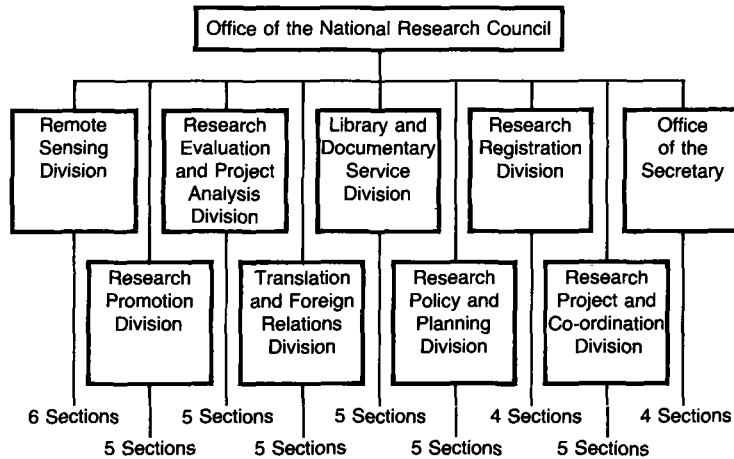 Office of the National Research Council
Remote
Sensing
Division
Research
Evaluation
and Project
Analysis
Division
Library and
Documentary
Service
Division
Research
Registration
Division
Office
of the
Secretary
Research
Promotion
Division
Translation
and Foreign
Relations
Division
Research
Policy and
Planning
Division
Research
Project and
Co-ordination
Division
6 Sections
5 Sections
5 Sections
4 Sections
4 Sections
5 Sections
5 Sections
5 Sections
5 Sections